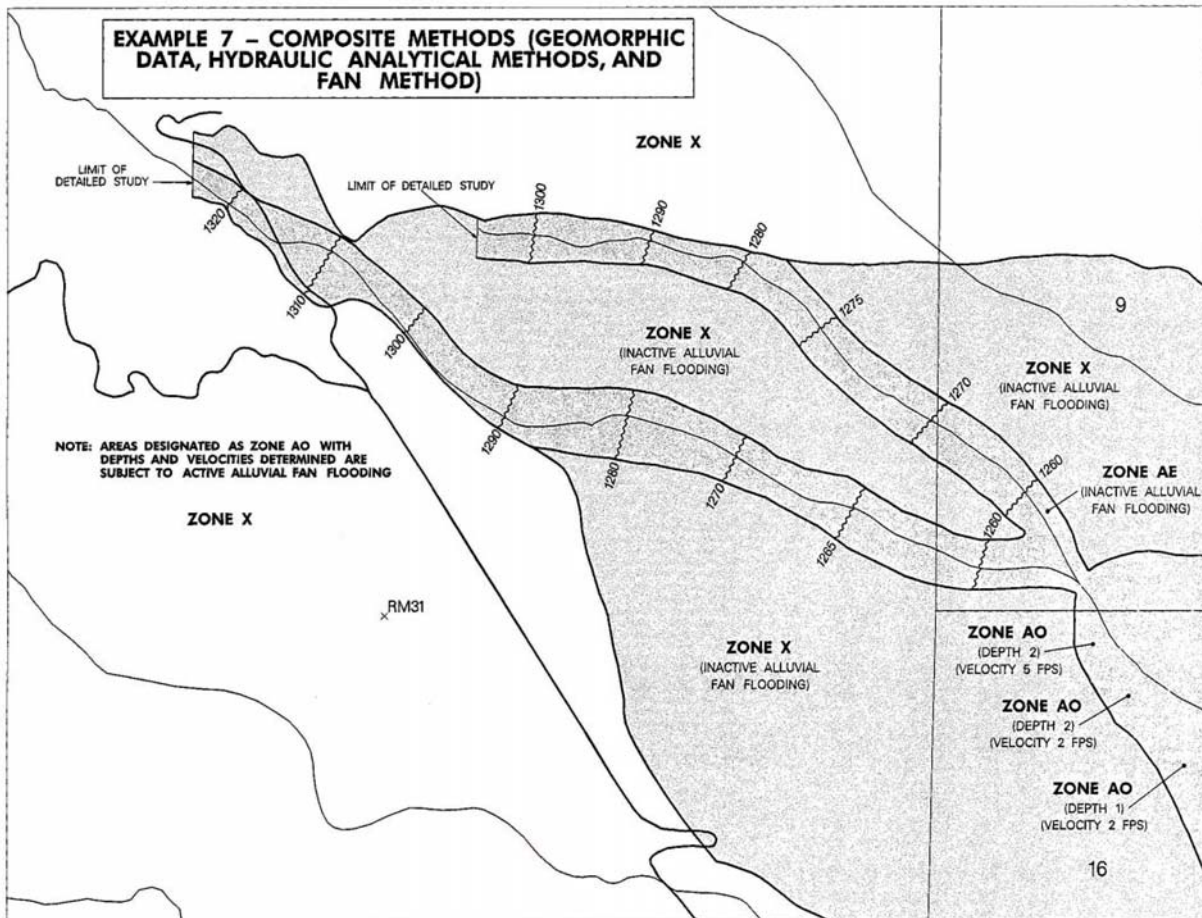 EXAMPLE 7 – COMPOSITE METHODS (GEOMORPHIC
DATA, HYDRAULIC ANALYTICAL METHODS, AND
FAN METHOD)
ZONE X
LIMIT OF
DETAILED STUDY
LIMIT OF DETAILED STUDY
1320
1310
1300
1290
1280
1270
1265
1260
1300
1290
1280
1275
1270
1260
9
ZONE X
(INACTIVE ALLUVIAL
FAN FLOODING)
ZONE X
(INACTIVE ALLUVIAL
FAN FLOODING)
NOTE: AREAS DESIGNATED AS ZONE AO WITH
DEPTHS AND VELOCITIES DETERMINED ARE
SUBJECT TO ACTIVE ALLUVIAL FAN FLOODING
ZONE AE
(INACTIVE ALLUVIAL
FAN FLOODING)
ZONE X
RM31
ZONE X
(INACTIVE ALLUVIAL
FAN FLOODING)
ZONE AO
(DEPTH 2)
(VELOCITY 5 FPS)
ZONE AO
(DEPTH 2)
(VELOCITY 2 FPS)
ZONE AO
(DEPTH 1)
(VELOCITY 2 FPS)
16